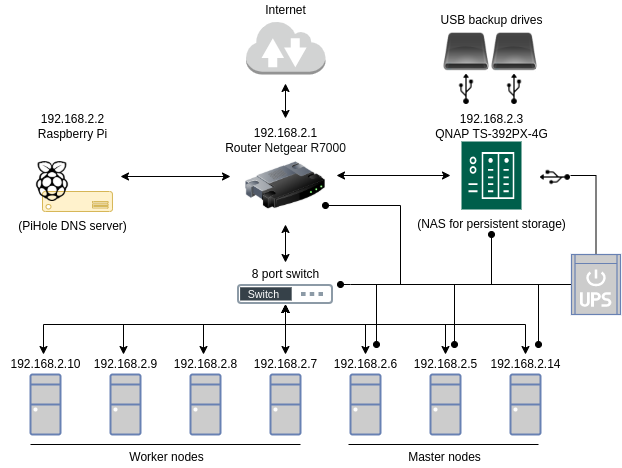 Internet
USB backup drives
192.168.2.2
Raspberry Pi
192.168.2.1
Router Netgear R7000
192.168.2.3
QNAP TS-392PX-4G
(PiHole DNS server)
(NAS for persistent storage)
8 port switch
Switch
UPS
192.168.2.10
192.168.2.9
192.168.2.8
192.168.2.7
192.168.2.6
192.168.2.5
192.168.2.14
Worker nodes
Master nodes